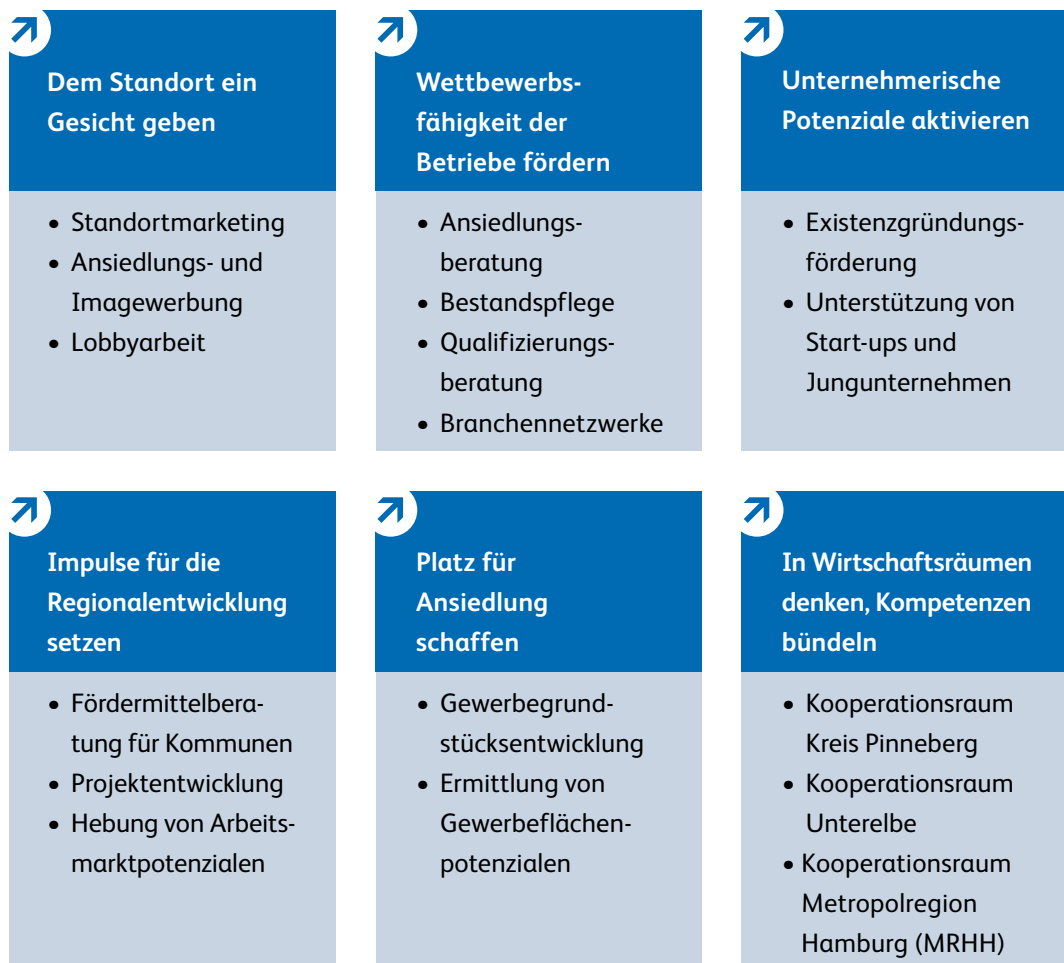 Dem Standort ein
Gesicht geben
• Standortmarketing
• Ansiedlungs- und
Imagewerbung
• Lobbyarbeit
Wettbewerbs-
fähigkeit der
Betriebe fördern
• Ansiedlungs-
beratung
• Bestandspflege
• Qualifizierungs-
beratung
• Branchennetzwerke
Unternehmerische
Potenziale aktivieren
• Existenzgründungs-
förderung
• Unterstützung von
Start-ups und
Jungunternehmen
Impulse für die
Regionalentwicklung
setzen
• Fördermittelbera-
tung für Kommunen
• Projektentwicklung
• Hebung von Arbeits-
marktpotenzialen
Platz für
Ansiedlung
schaffen
• Gewerbegrund-
stücksentwicklung
• Ermittlung von
Gewerbeflächen-
potenzialen
In Wirtschaftsräumen
denken, Kompetenzen
bündeln
• Kooperationsraum
Kreis Pinneberg
• Kooperationsraum
Unterelbe
• Kooperationsraum
Metropolregion
Hamburg (MRHH)